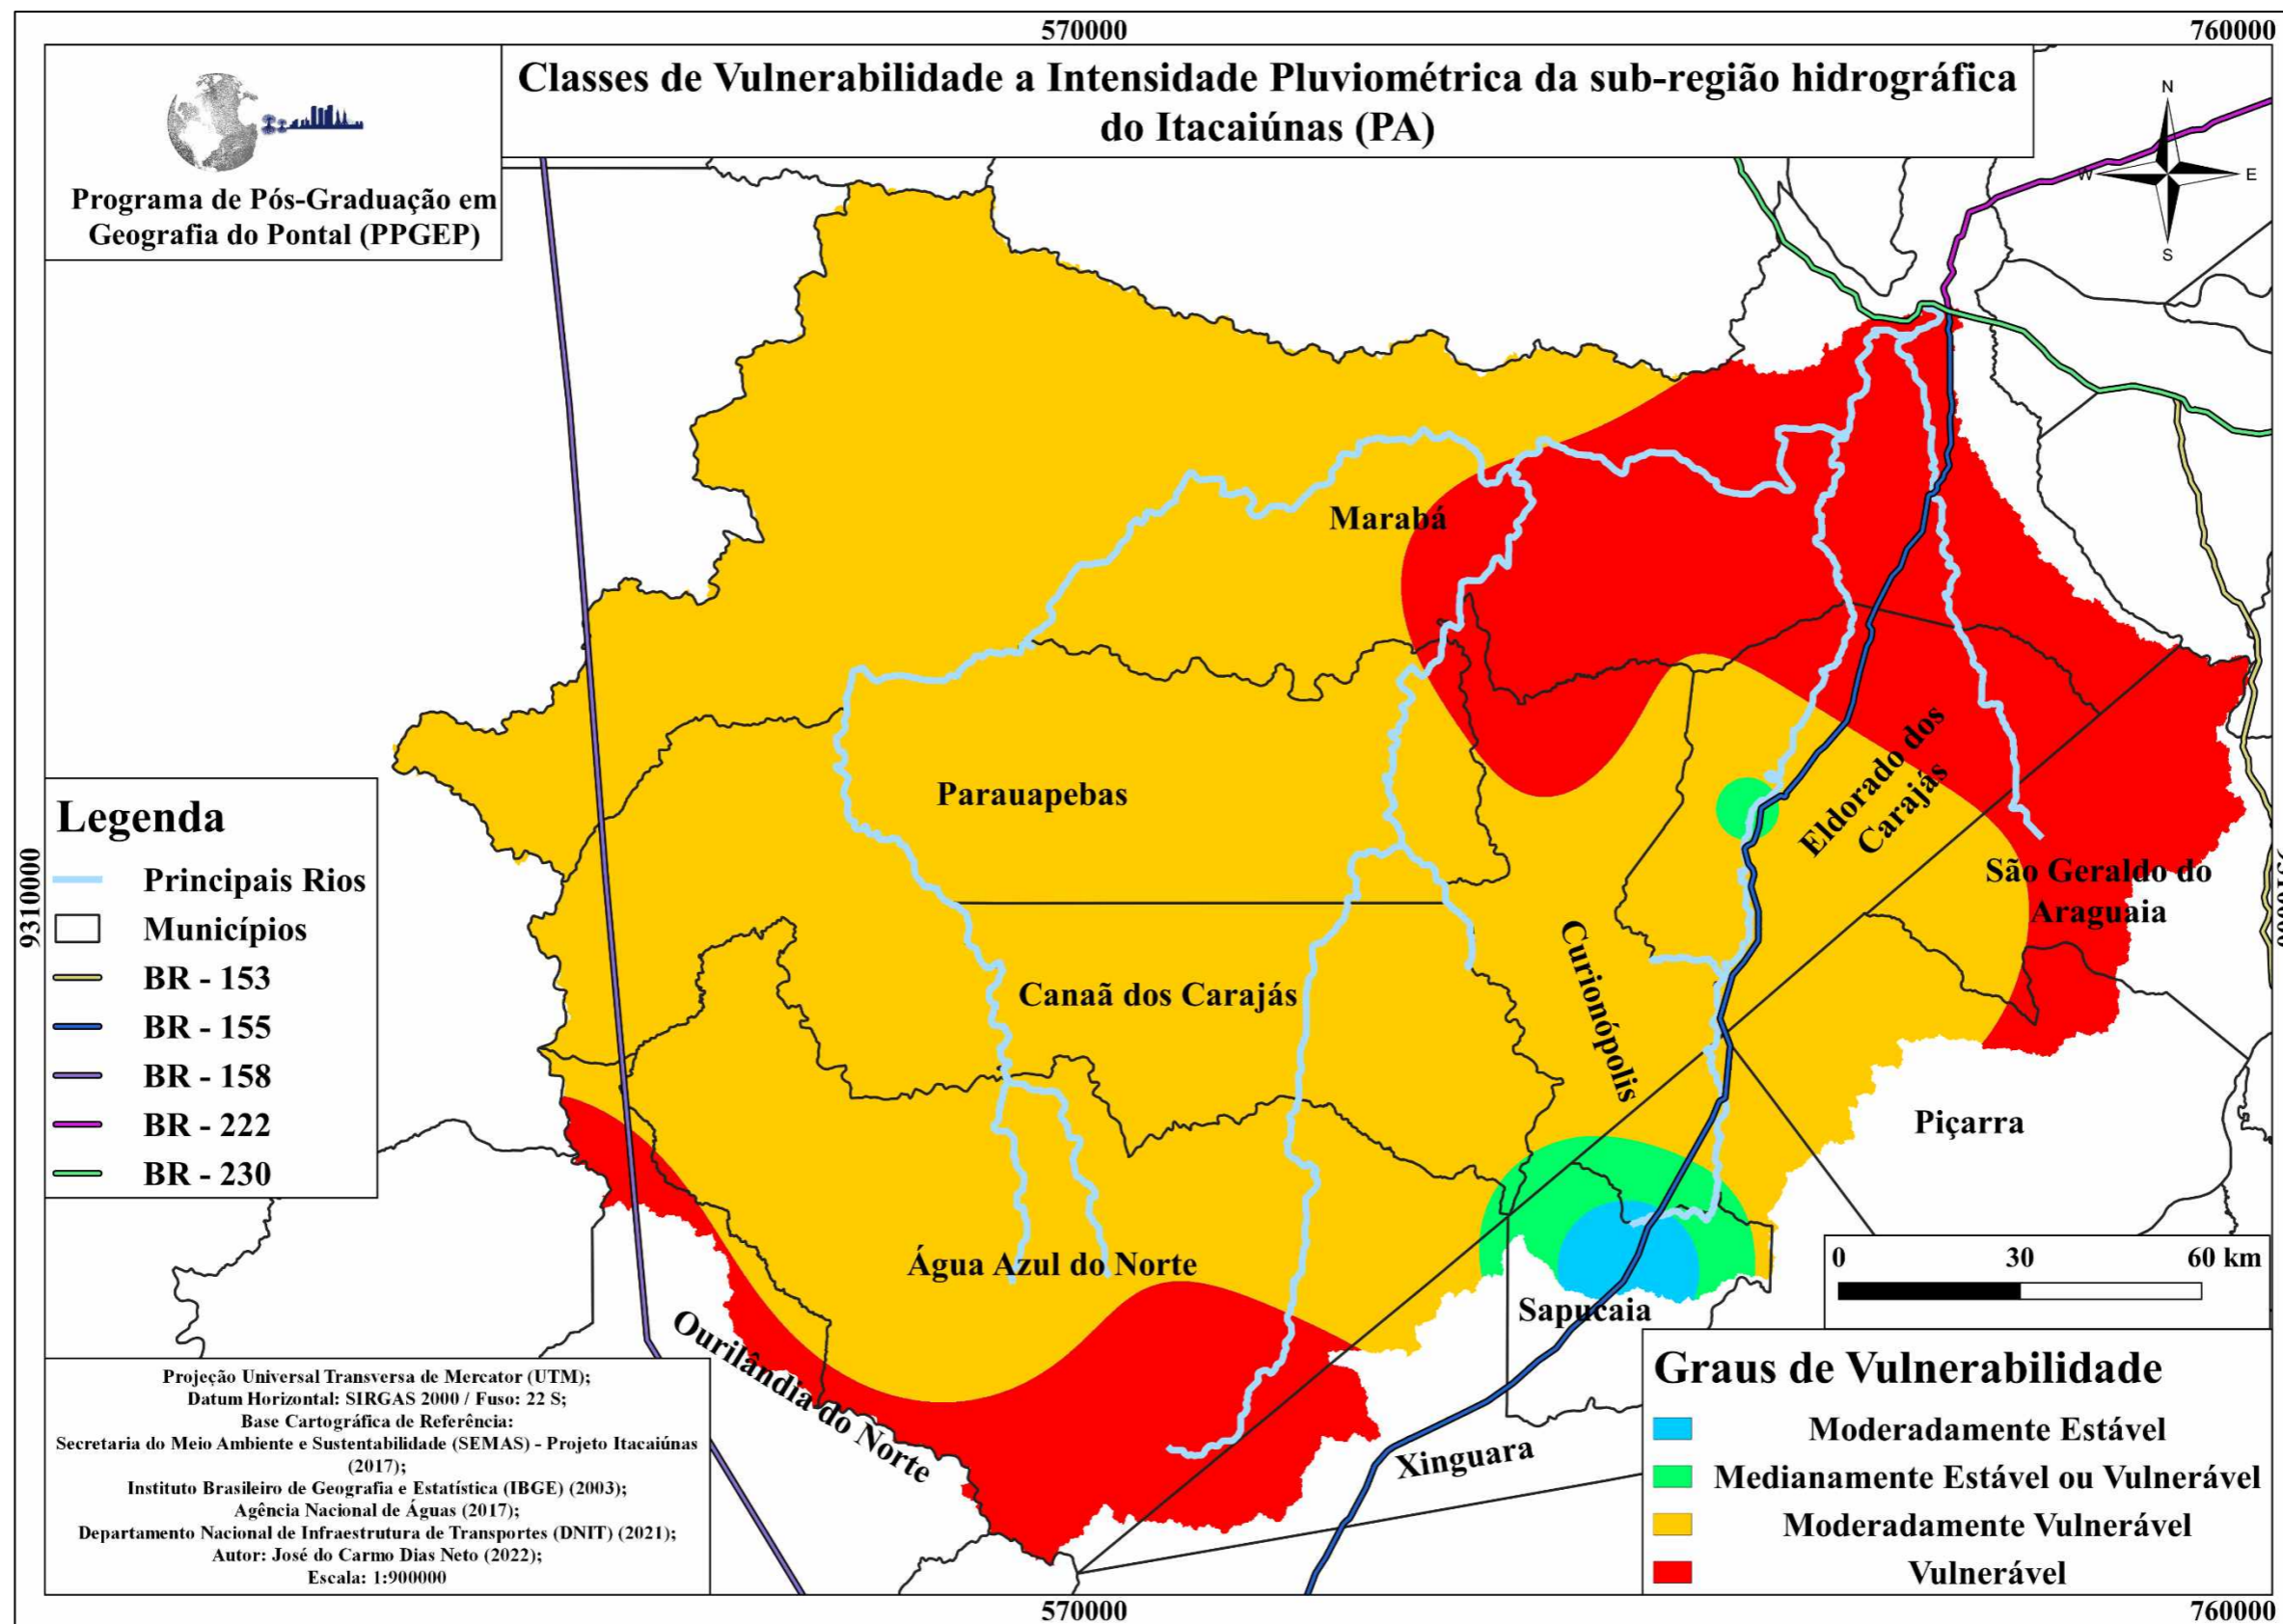 570000
760000
Programa de Pós-Graduação em
Geografia do Pontal (PPGEP)
Classes de Vulnerabilidade a Intensidade Pluviométrica da sub-região hidrográfica
do Itacaiúnas (PA)
N
W
E
S
Marabá
Parauapebas
Eldorado dos
Carajás
São Geraldo do
Araguaia
Canaã dos Carajás
Curionópolis
Piçarra
Água Azul do Norte
Sapucaia
Ourilândia do Norte
Xinguara
9310000
Legenda
Principais Rios
Municípios
BR - 153
BR - 155
BR - 158
BR - 222
BR - 230
0 30 60 km
Projeção Universal Transversa de Mercator (UTM);
Datum Horizontal: SIRGAS 2000 / Fuso: 22 S;
Base Cartográfica de Referência:
Secretaria do Meio Ambiente e Sustentabilidade (SEMAS) - Projeto Itacaiúnas
(2017);
Instituto Brasileiro de Geografia e Estatística (IBGE) (2003);
Agência Nacional de Águas (2017);
Departamento Nacional de Infraestrutura de Transportes (DNIT) (2021);
Autor: José do Carmo Dias Neto (2022);
Escala: 1:900000
Graus de Vulnerabilidade
Moderadamente Estável
Medianamente Estável ou Vulnerável
Moderadamente Vulnerável
Vulnerável
570000
760000